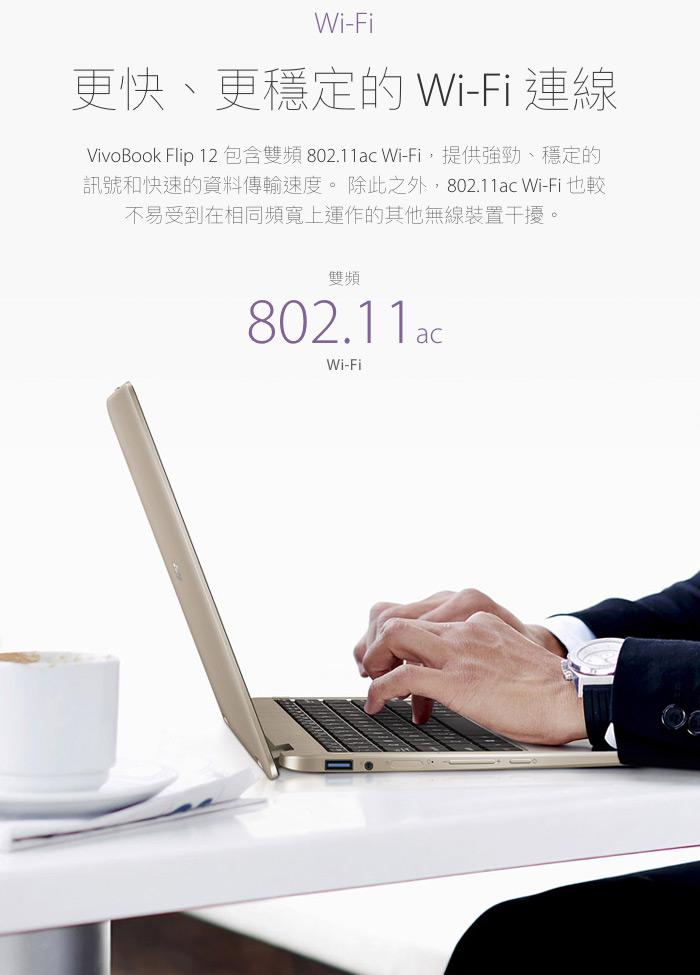 Wi-Fi
更快、更穩定的 Wi-Fi 連線
VivoBook Flip 12 包含雙頻 802.11ac Wi-Fi，提供強勁、穩定的
訊號和快速的資料傳輸速度。 除此之外，802.11ac Wi-Fi 也較
不易受到在相同頻寬上運作的其他無線裝置干擾。
雙頻
802.11 ac
Wi-Fi